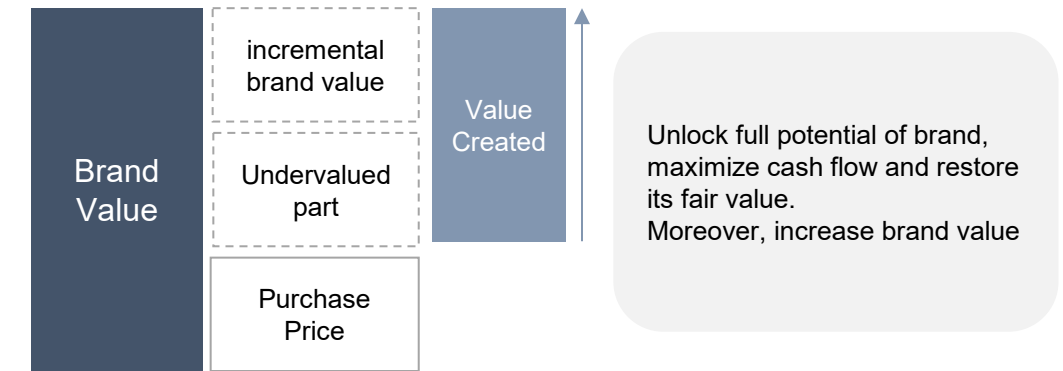 Brand
Value
incremental
brand value
Undervalued
part
Purchase
Price
Value
Created
Unlock full potential of brand,
maximize cash flow and restore
its fair value.
Moreover, increase brand value